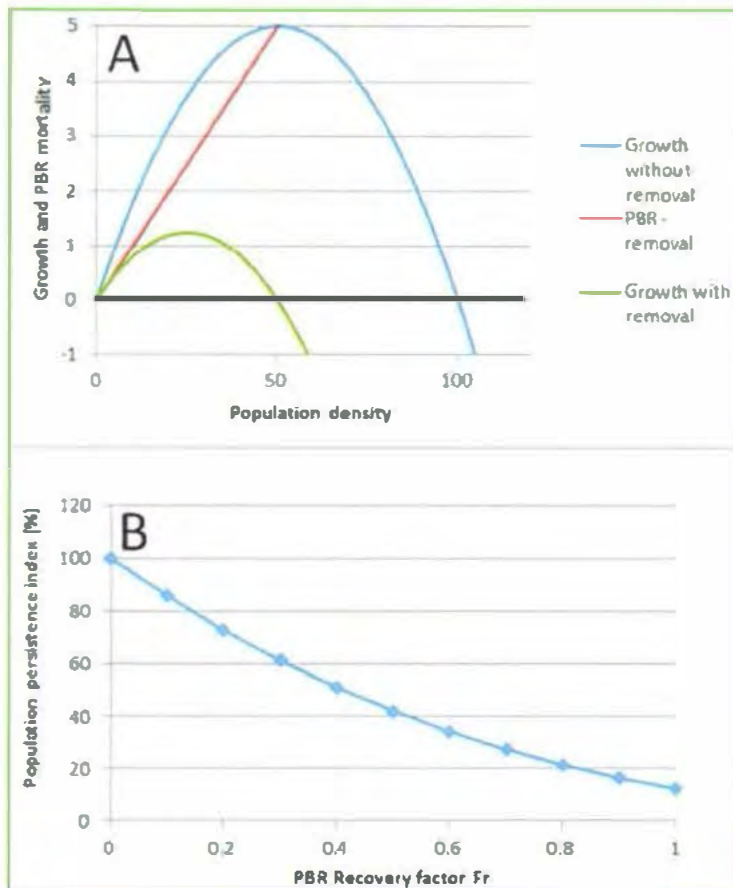 A
5
4
3
2
1
0
-1
0
50
100
Growth and PBR mortality
Population density
Growth
without
removal
PBR-
removal
Growth with
removal
B
120
100
80
60
40
20
0
0
0.2
0.4
0.6
0.8
1
Population persistence index [%]
PBR Recovery factor Fr